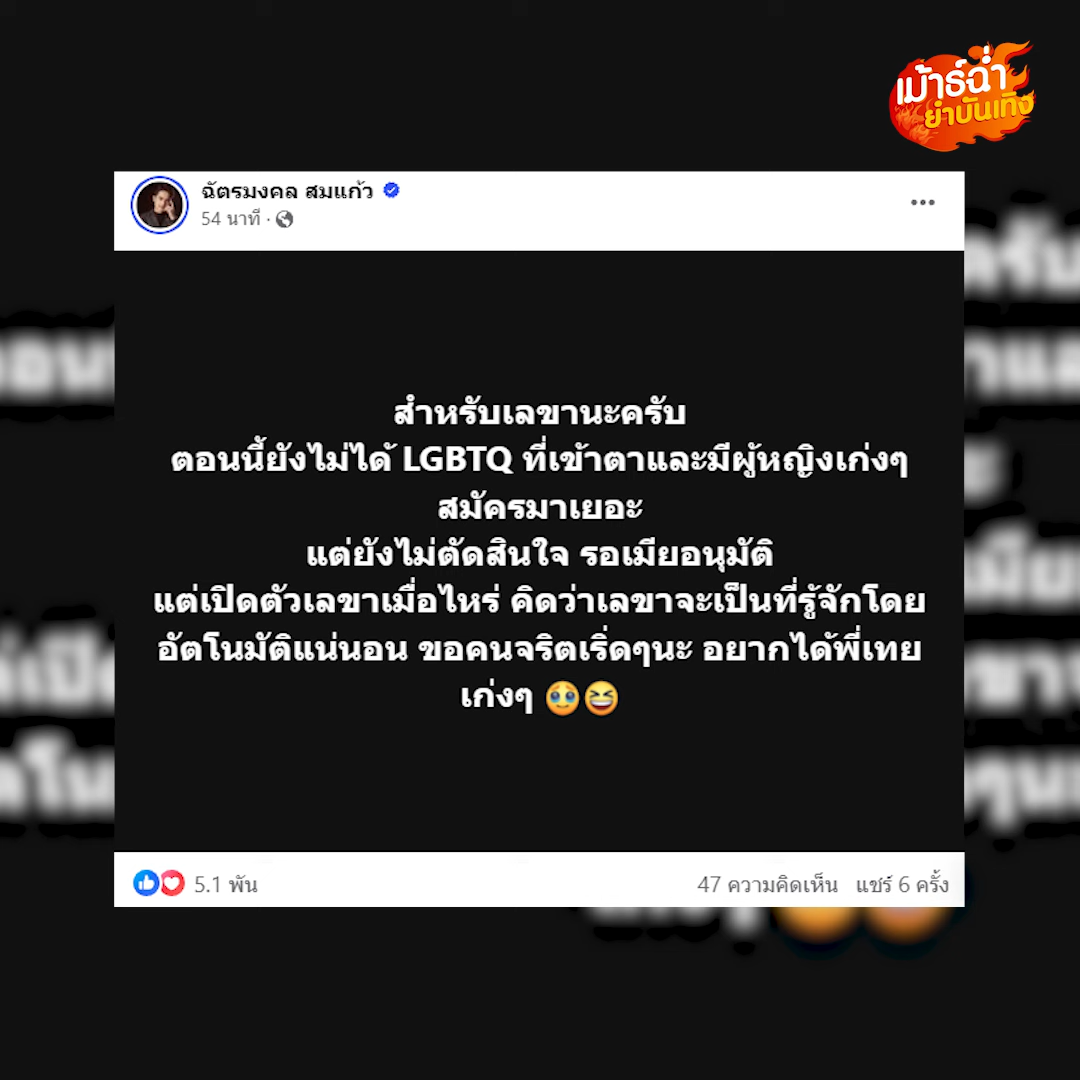 เม้าธ์ฉ่ำ
ยำบันเทิง
ฉัตรมงคล สมแก้ว
54 นาที ·
สำหรับเลขานะครับ
ตอนนี้ยังไม่ได้ LGBTQ ที่เข้าตาและมีผู้หญิงเก่งๆ
สมัครมาเยอะ
แต่ยังไม่ตัดสินใจ รอเมียอนุมัติ
แต่เปิดตัวเลขาเมื่อไหร่ คิดว่าเลขาจะเป็นที่รู้จักโดย
อัตโนมัติแน่นอน ขอคนจริตเริ่ดๆนะ อยากได้พี่เทย
เก่งๆ 🥹😆
5.1 พัน
47 ความคิดเห็น แชร์ 6 ครั้ง